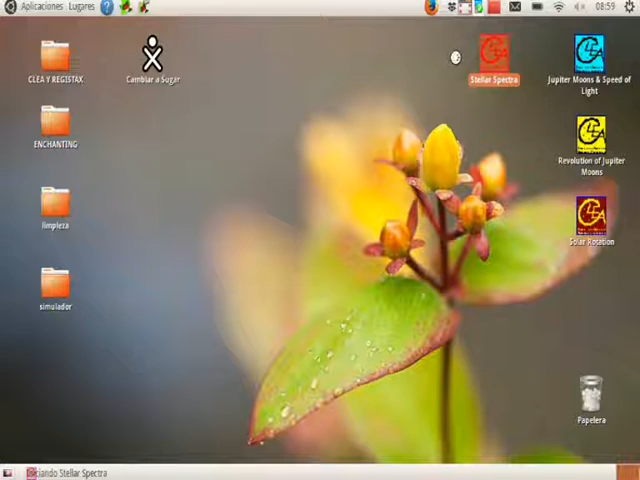 Aplicaciones Lugares
08:59
CLEA Y REGISTAX
Cambiar a Sugar
Stellar Spectra
Jupiter Moons & Speed of
Light
ENCHANTING
Revolution of Jupiter
Moons
limpieza
Solar Rotation
simulador
Papelera
Iniciando Stellar Spectra